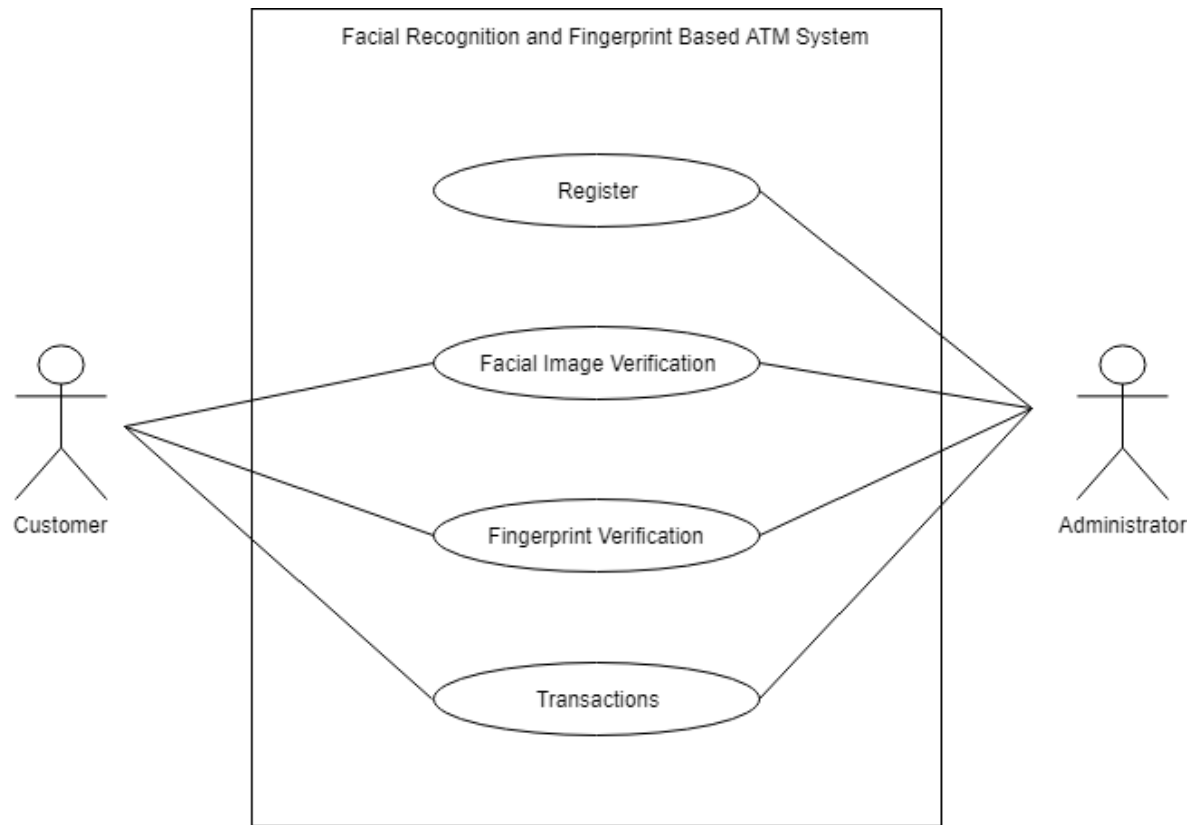 Facial Recognition and Fingerprint Based ATM System
Register
Facial Image Verification
Fingerprint Verification
Customer
Administrator
Transactions